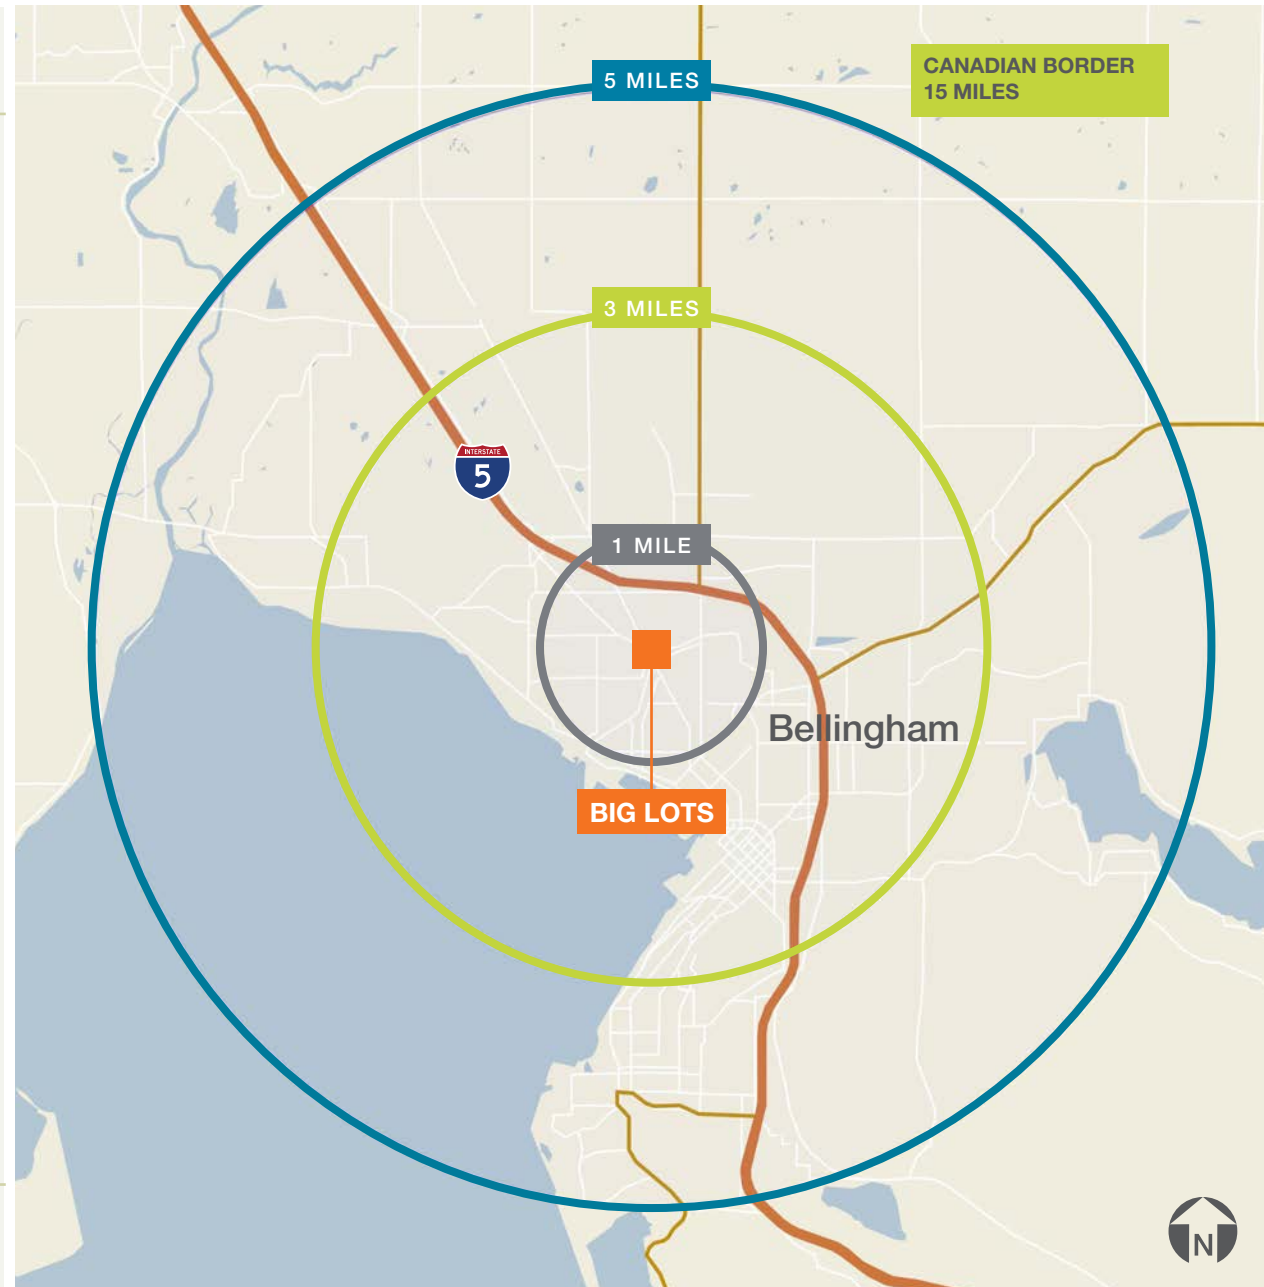 5 MILES
CANADIAN BORDER
15 MILES
3 MILES
INTERSTATE
5
1 MILE
Bellingham
BIG LOTS
N